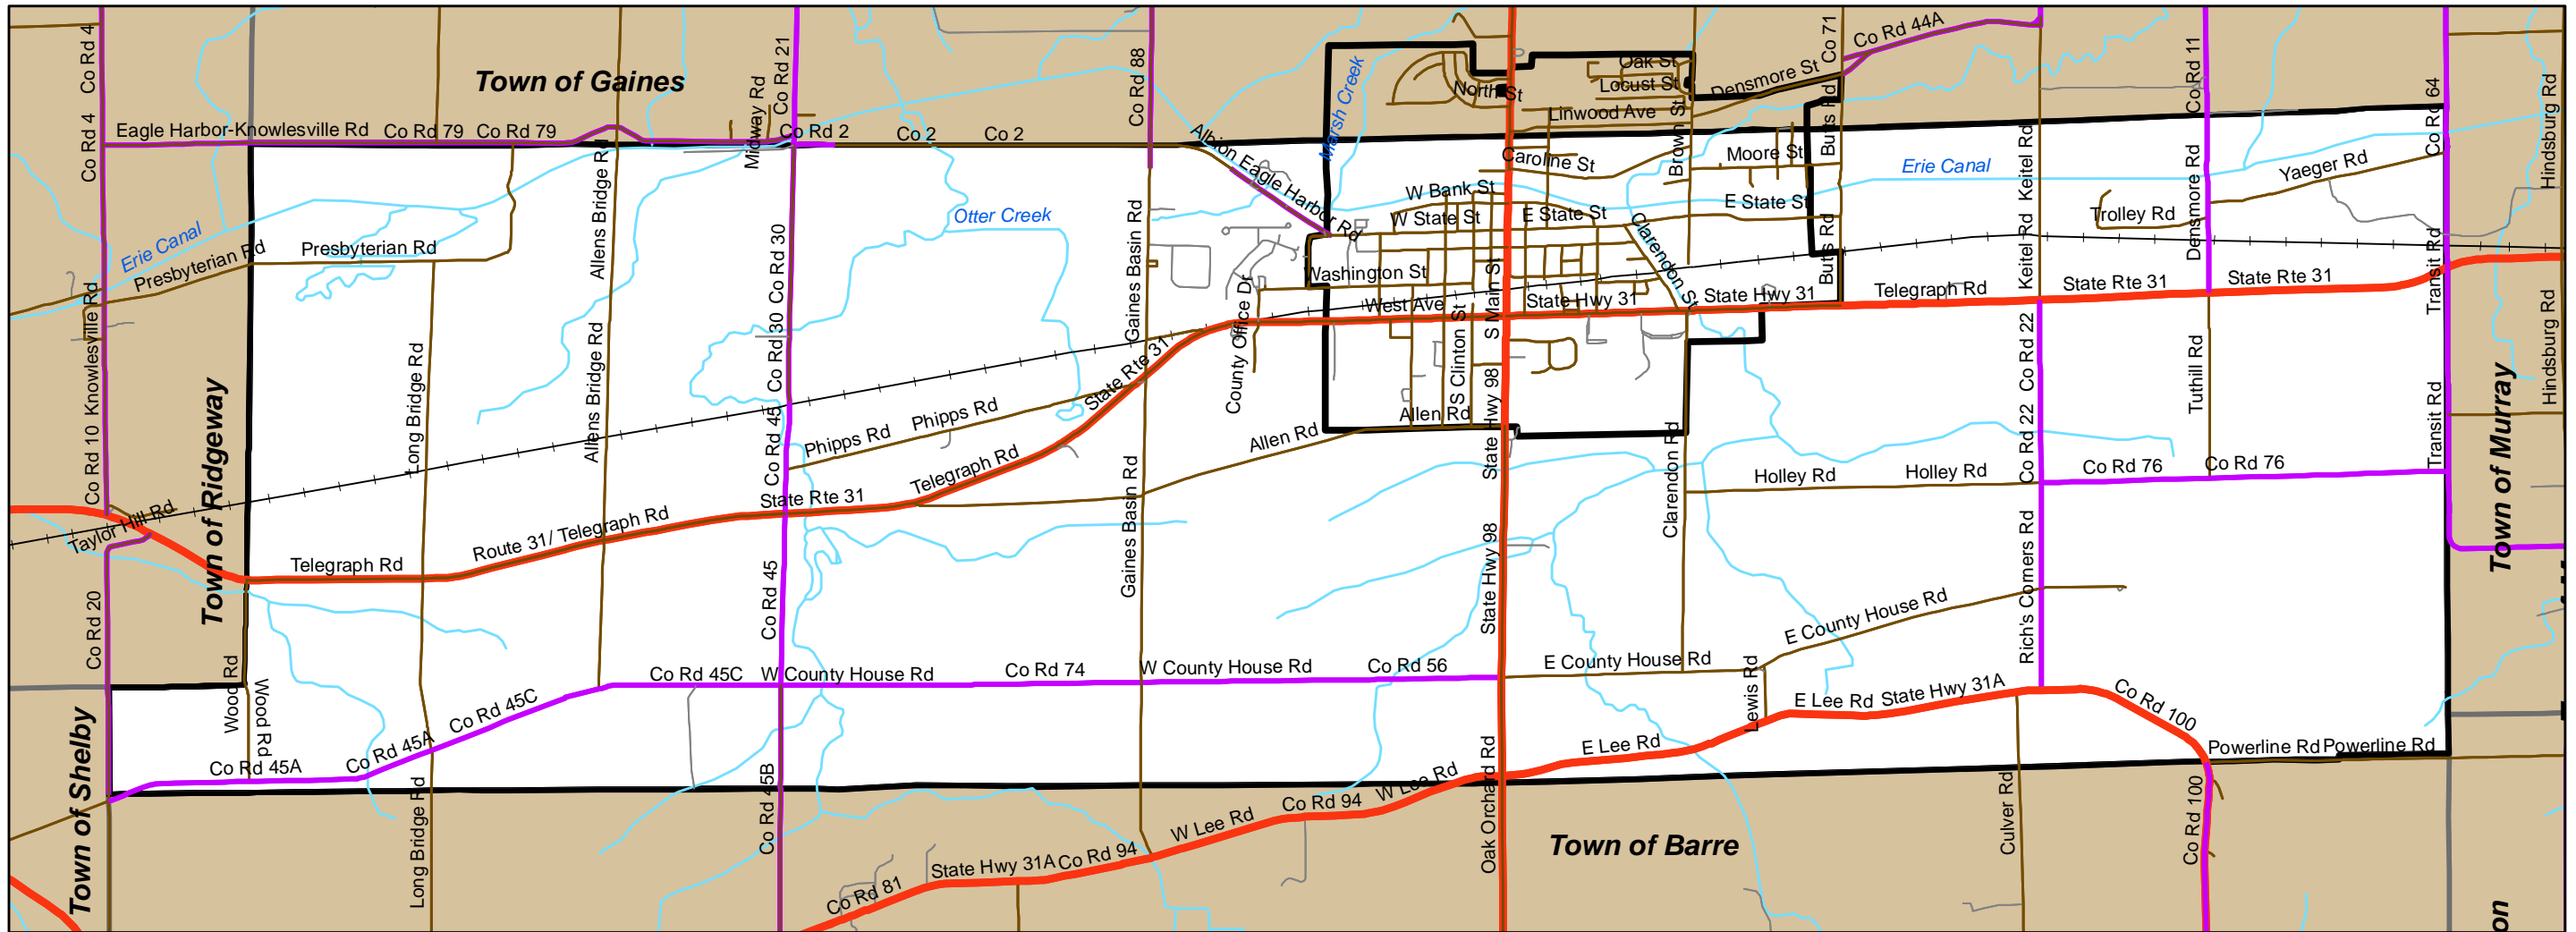 Co Rd 4
Co Rd 4
Town of Gaines
Midway Rd
Co Rd 21
Co Rd 88
Marsh Creek
North St
Oak St
Locust St
Linwood Ave
Densmore St
Co 71
Co Rd 44A
Co Rd 11
Co Rd 64
Hindsburg Rd
Eagle Harbor-Knowlesville Rd
Co Rd 79
Co Rd 79
Co Rd 2
Co 2
Co 2
Albion Eagle Harbor Rd
Caroline St
Brown St
Moore St
Butts Rd
Erie Canal
Keitel Rd
Densmore Rd
Yaeger Rd
Allens Bridge Rd
Otter Creek
W Bank St
W State St
E State St
E State St
Trolley Rd
Erie Canal
Presbyterian Rd
Presbyterian Rd
Allens Bridge Rd
Co Rd 30
Co Rd 30
Gaines Basin Rd
Washington St
Clarendon St
Butts Rd
Keitel Rd
Transit Rd
County Office Dr
West Ave
S Main St
State Hwy 31
State Hwy 31
Telegraph Rd
State Rte 31
State Rte 31
Knowlesville Rd
Co Rd 10
Town of Ridgeway
Long Bridge Rd
Allens Bridge Rd
Co Rd 30
Co Rd 45
State Rte 31
S Clinton St
State Hwy 98
Allen Rd
Allen Rd
Phipps Rd
Phipps Rd
Telegraph Rd
State Rte 31
Clarendon Rd
Co Rd 22
Co Rd 22
Tuthill Rd
Transit Rd
Hindsburg Rd
Town of Murray
Holley Rd
Holley Rd
Co Rd 76
Co Rd 76
Taylor Hill Rd
Telegraph Rd
Route 31/ Telegraph Rd
Co Rd 45
Gaines Basin Rd
State Hwy 98
Rich's Corners Rd
Co Rd 20
Wood Rd
Wood Rd
Co Rd 45C
Co Rd 45C
W County House Rd
Co Rd 74
W County House Rd
Co Rd 56
E County House Rd
E County House Rd
Lewis Rd
E Lee Rd
State Hwy 31A
Co Rd 100
Powerline Rd
Powerline Rd
Town of Shelby
Co Rd 45A
Co Rd 45A
Long Bridge Rd
Co Rd 45B
Co Rd 81
State Hwy 31A
Co Rd 94
W Lee Rd
Co Rd 94
W Lee Rd
Oak Orchard Rd
E Lee Rd
Town of Barre
Culver Rd
Co Rd 100
on